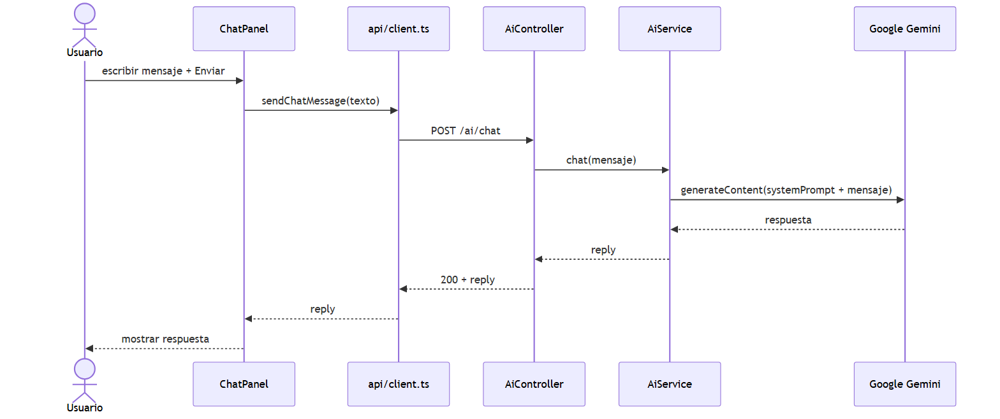 Usuario
ChatPanel
api/client.ts
AiController
AiService
Google Gemini
escribir mensaje + Enviar
sendChatMessage(texto)
POST /ai/chat
chat(mensaje)
generateContent(systemPrompt + mensaje)
respuesta
reply
200 + reply
reply
mostrar respuesta
Usuario
ChatPanel
api/client.ts
AiController
AiService
Google Gemini